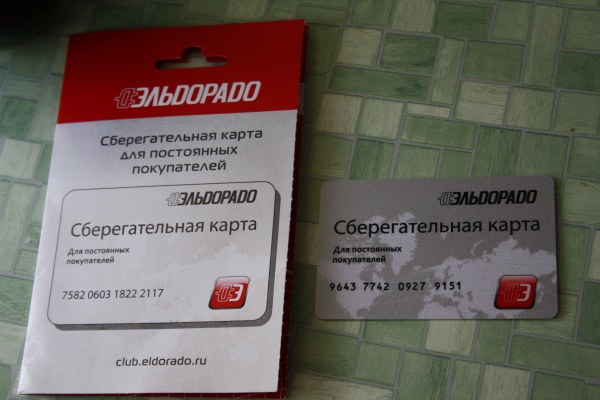 ЭЛЬДОРАДО
Сберегательная карта
для постоянных
покупателей
ЭЛЬДОРАДО
Сберегательная карта
Для постоянных
покупателей
7582 0603 1822 2117
Э
club.eldorado.ru
ЭЛЬДОРАДО
Сберегательная карта
Для постоянных
покупателей
9643 7742 0927 9151
Э